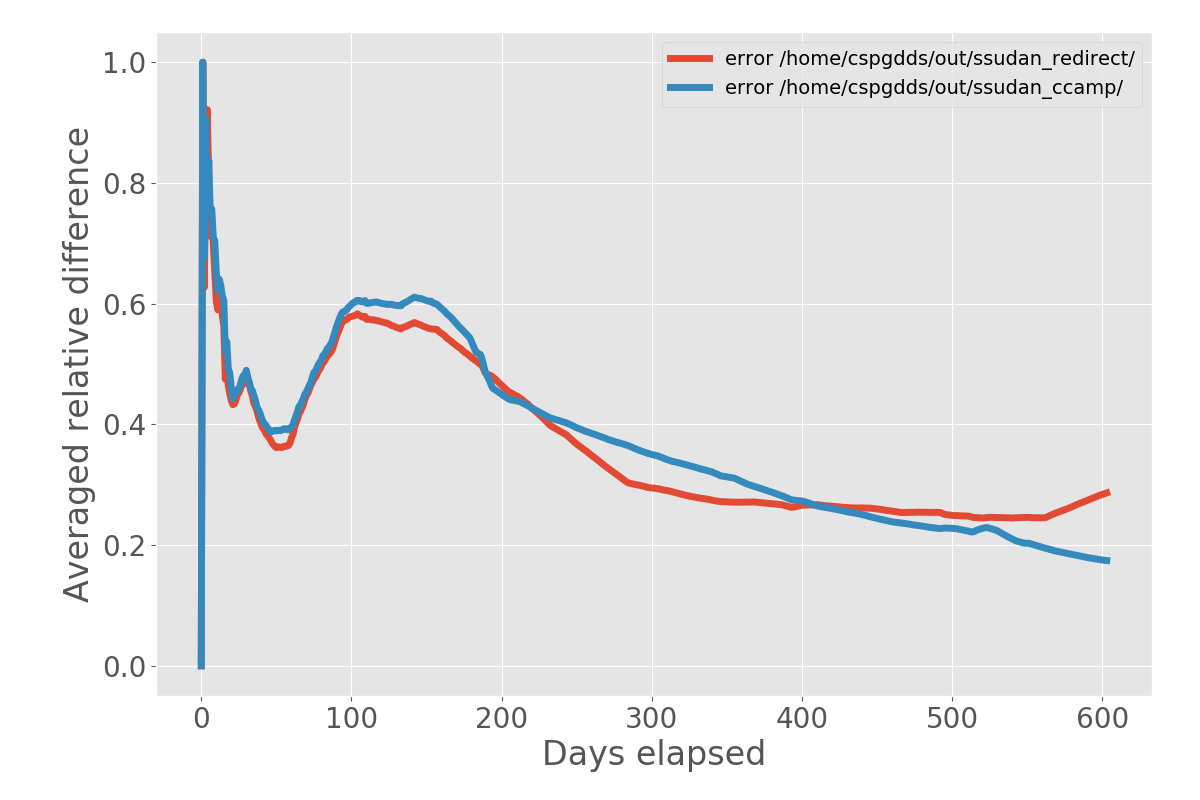 error /home/cspgdds/out/ssudan_redirect/
error /home/cspgdds/out/ssudan_ccamp/
Averaged relative difference
1.0
0.8
0.6
0.4
0.2
0.0
0 100 200 300 400 500 600
Days elapsed